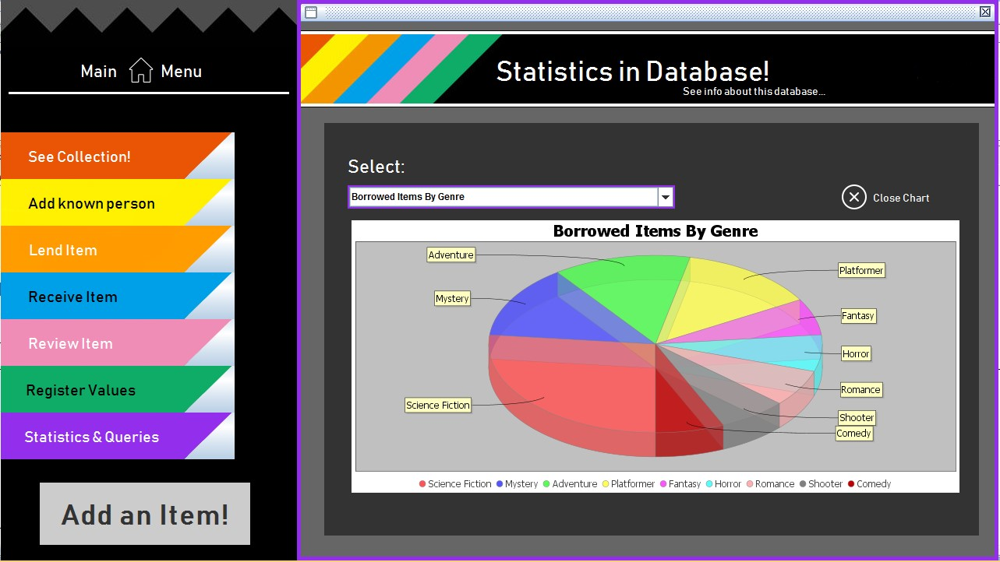 Main Menu
See Collection!
Add known person
Lend Item
Receive Item
Review Item
Register Values
Statistics & Queries
Add an Item!
Statistics in Database!
See info about this database...
Select:
Borrowed Items By Genre
Close Chart
Borrowed Items By Genre
Adventure
Platformer
Mystery
Fantasy
Horror
Romance
Science Fiction
Shooter
Comedy
Science Fiction Mystery Adventure Platformer Fantasy Horror Romance Shooter Comedy